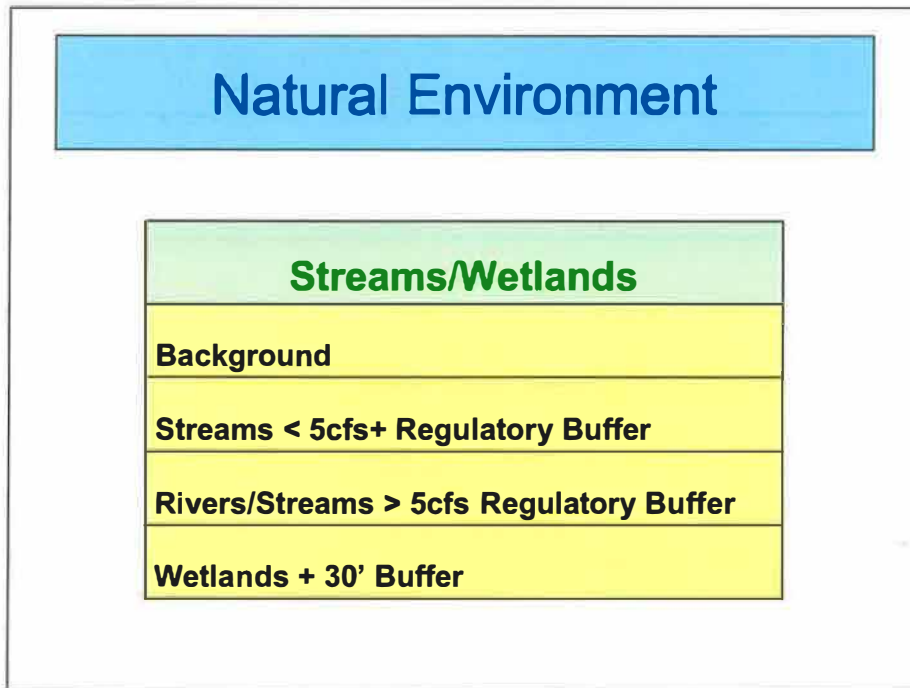 Natural Environment
Streams/Wetlands
Background
Streams < 5cfs+ Regulatory Buffer
Rivers/Streams > 5cfs Regulatory Buffer
Wetlands + 30’ Buffer